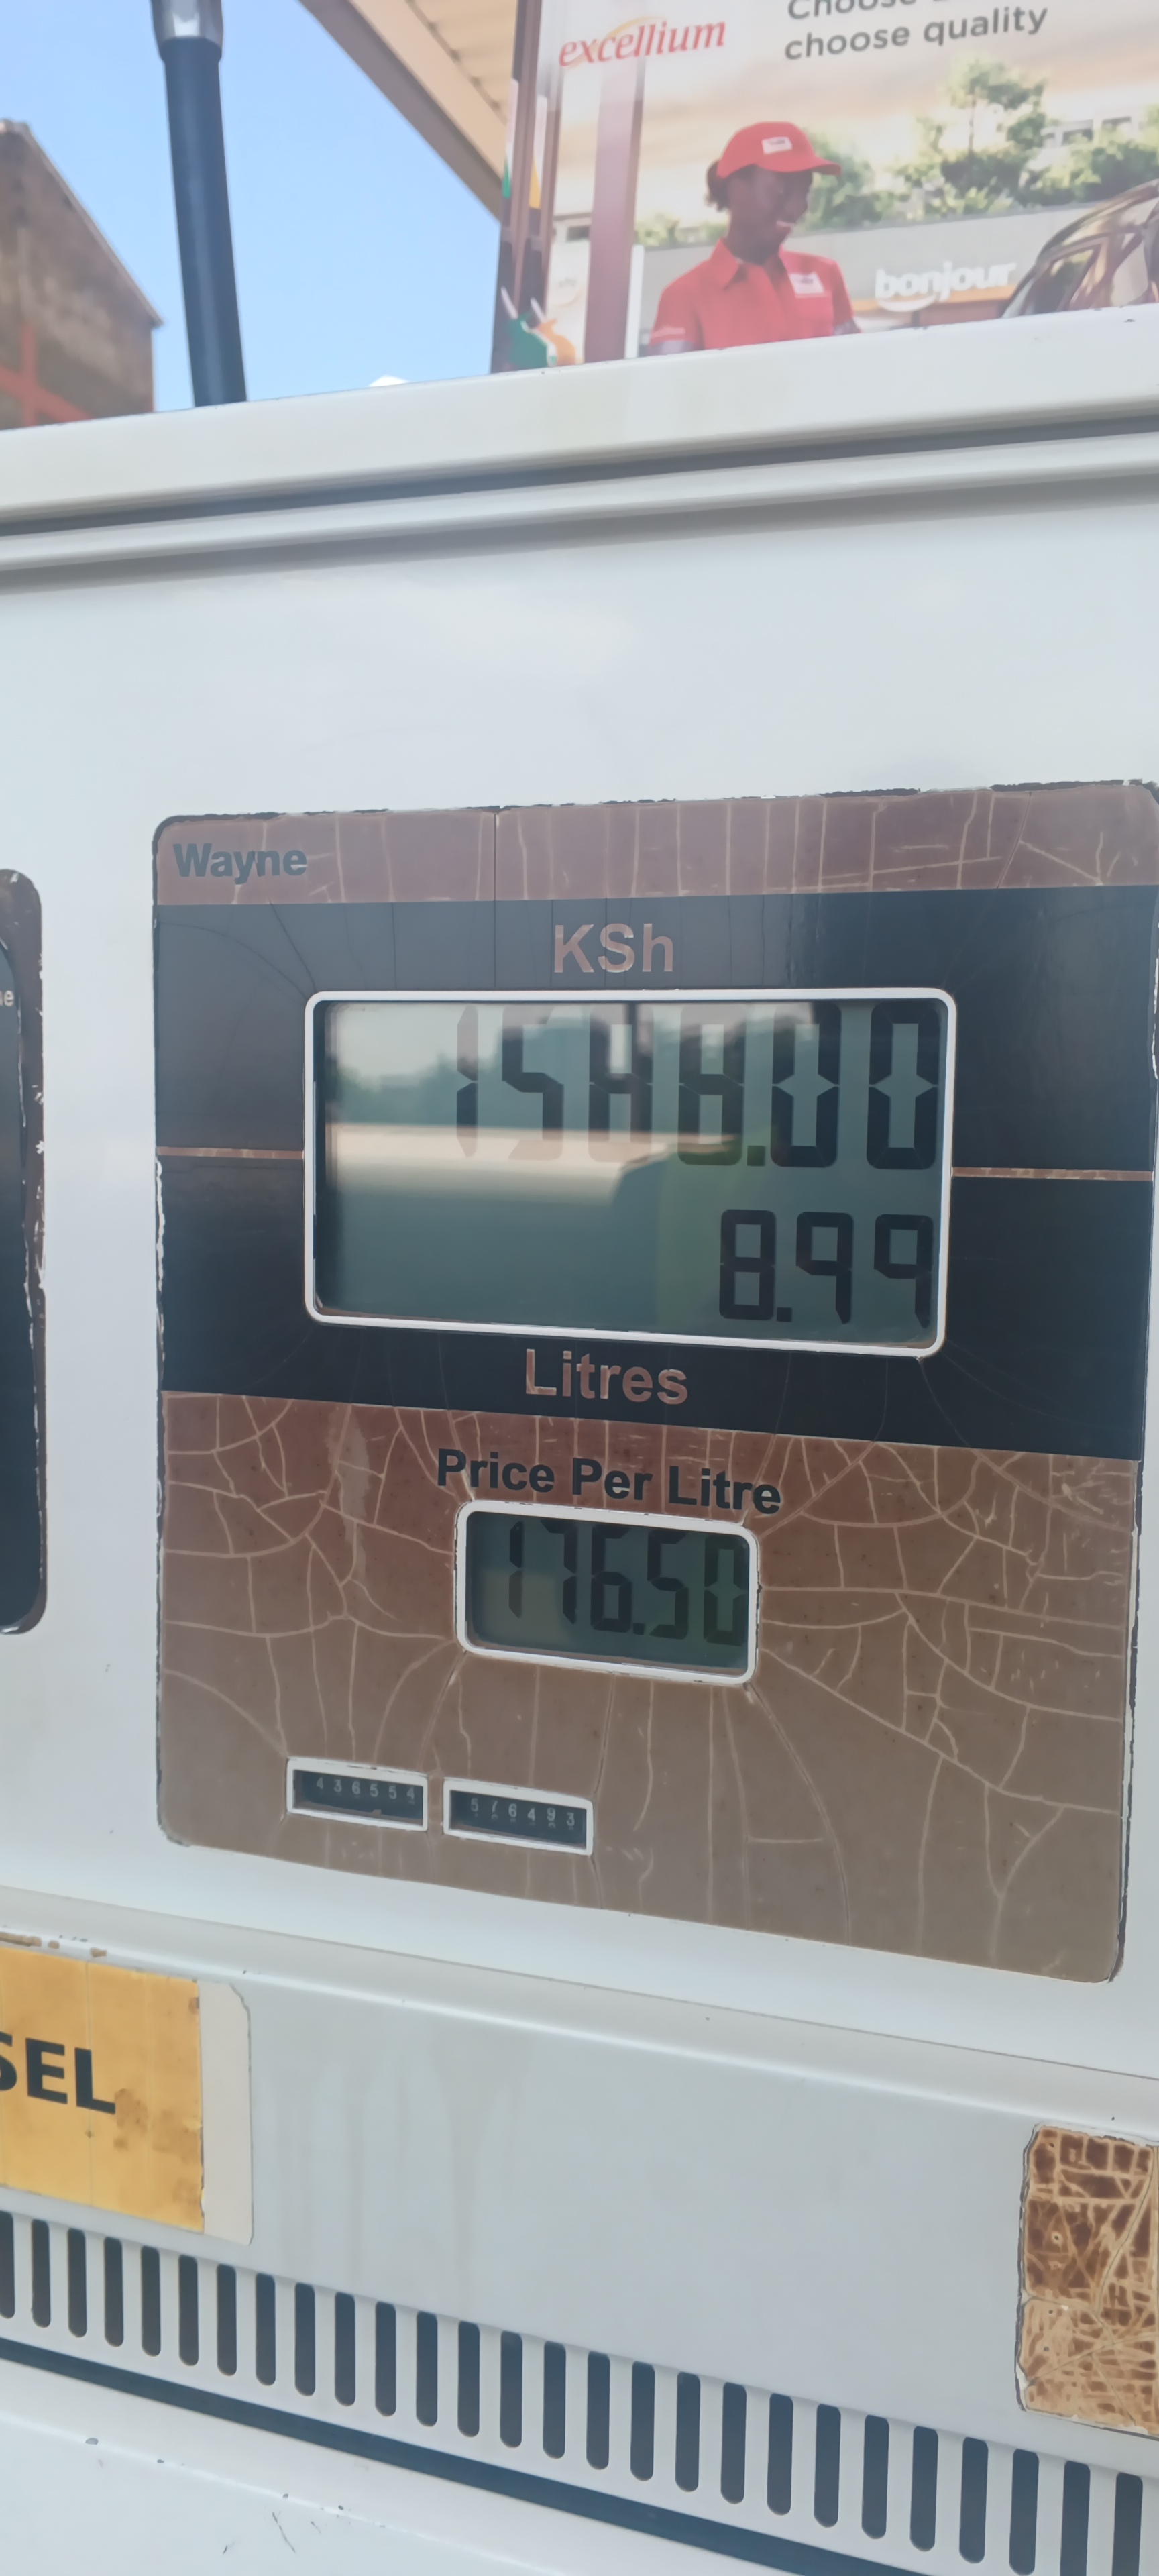 Choose
excellium
choose quality
bonjour
Wayne
KSh
1588.00
8.99
Litres
Price Per Litre
176.50
436554
576493
SEL